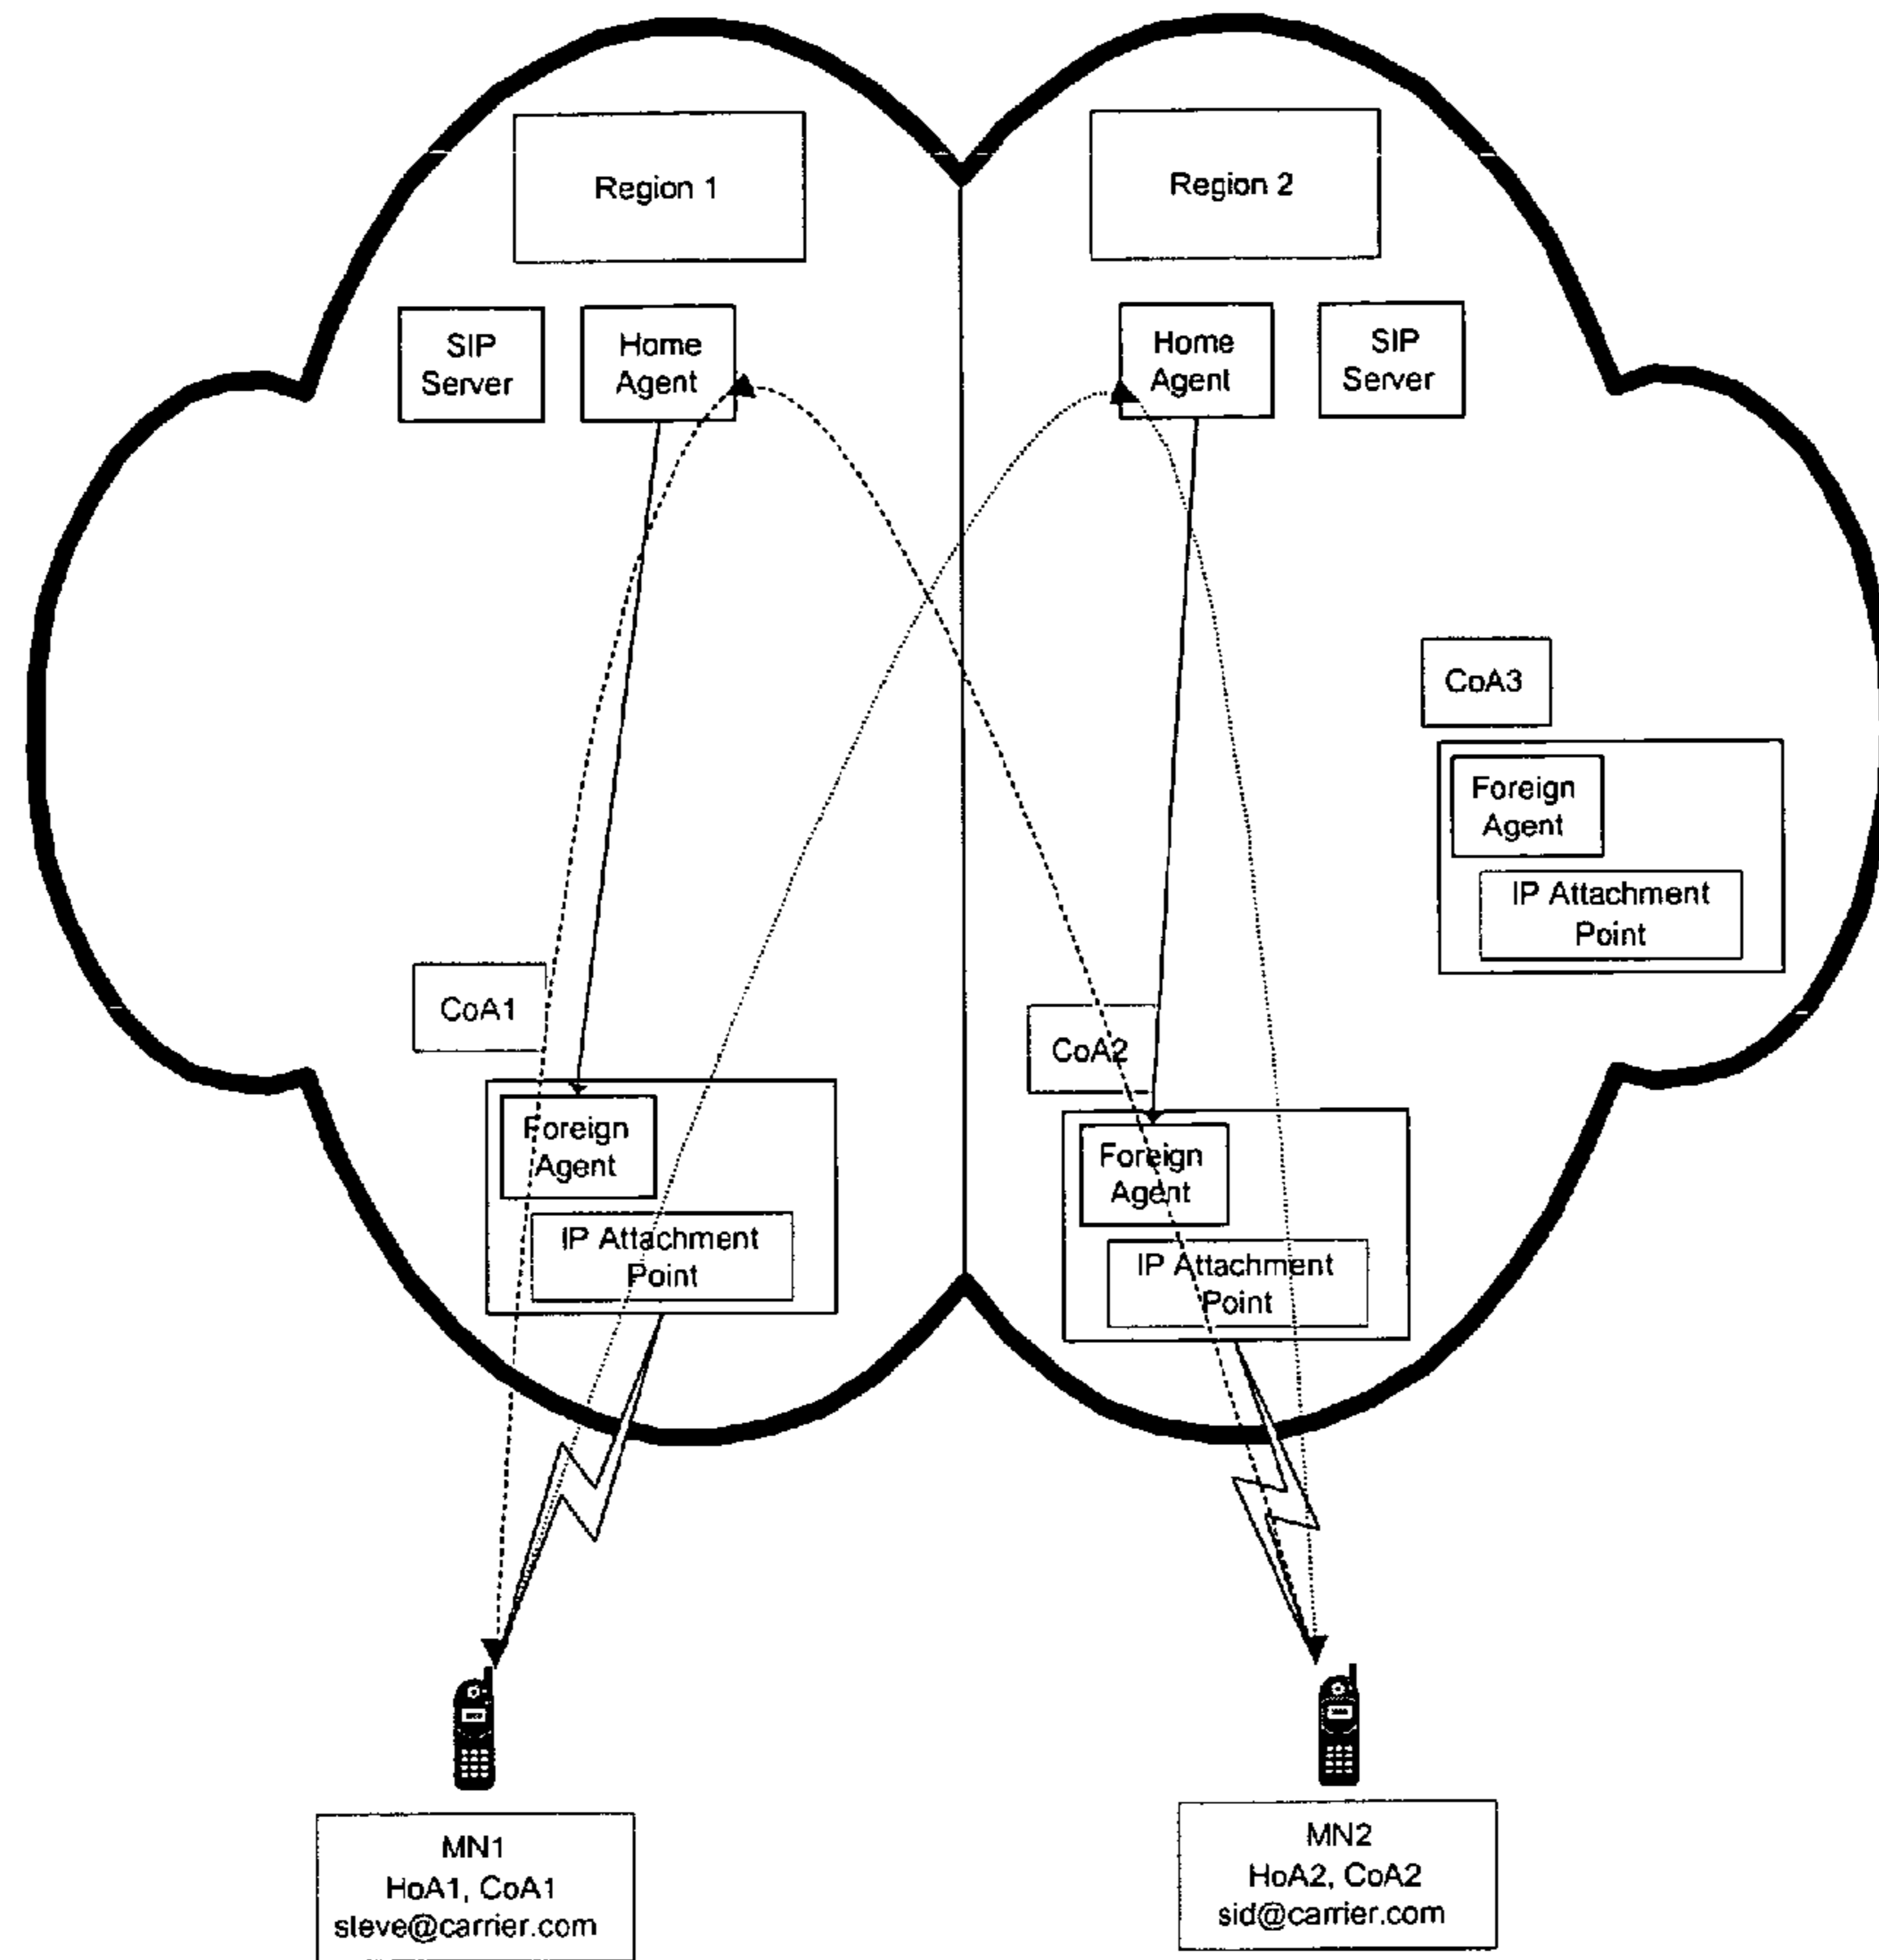 Region 1
Region 2
SIP
Server
Home
Agent
Home
Agent
SIP
Server
CoA3
Foreign
Agent
IP Attachment
Point
CoA1
CoA2
Foreign
Agent
IP Attachment
Point
Foreign
Agent
IP Attachment
Point
MN1
HoA1, CoA1
steve@carrier.com
MN2
HoA2, CoA2
sid@carrier.com